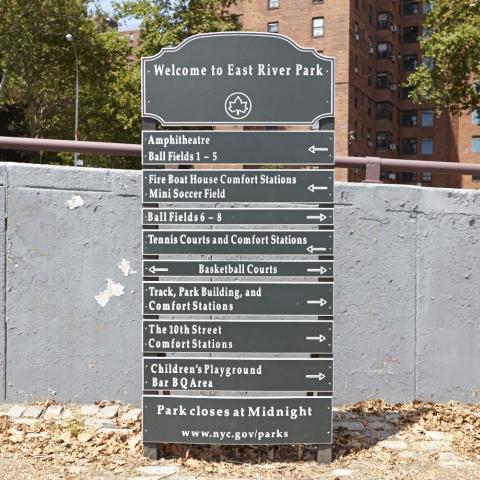 Welcome to East River Park
Amphitheatre
Ball Fields 1 – 5
Fire Boat House Comfort Stations
Mini Soccer Field
Ball Fields 6 – 8
Tennis Courts and Comfort Stations
Basketball Courts
Track, Park Building, and
Comfort Stations
The 10th Street
Comfort Stations
Children's Playground
Bar B Q Area
Park closes at Midnight
www.nyc.gov/parks